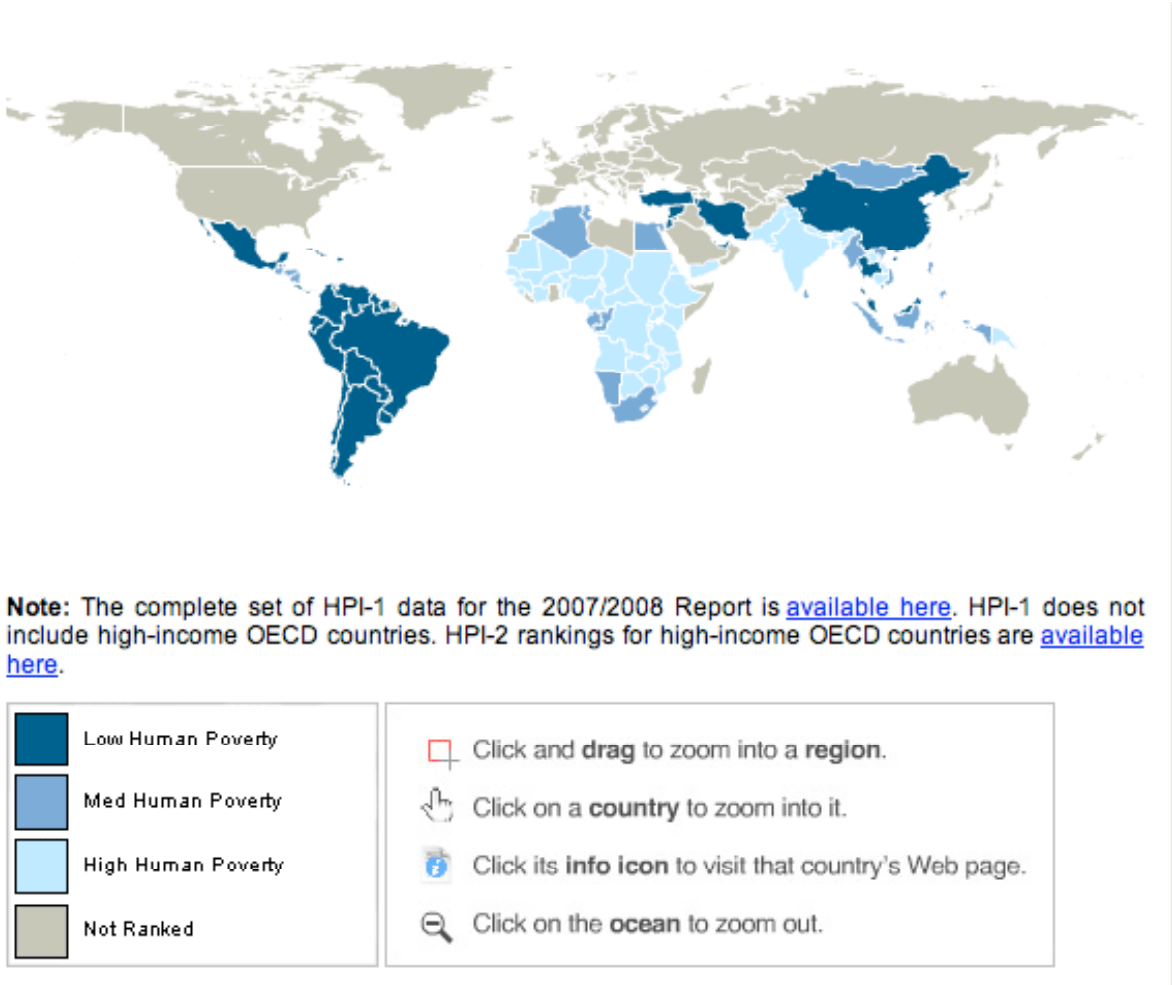 Note: The complete set of HPI-1 data for the 2007/2008 Report is available here. HPI-1 does not
include high-income OECD countries. HPI-2 rankings for high-income OECD countries are available
here.
Low Human Poverty
Med Human Poverty
High Human Poverty
Not Ranked
Click and drag to zoom into a region.
Click on a country to zoom into it.
Click its info icon to visit that country's Web page.
Click on the ocean to zoom out.